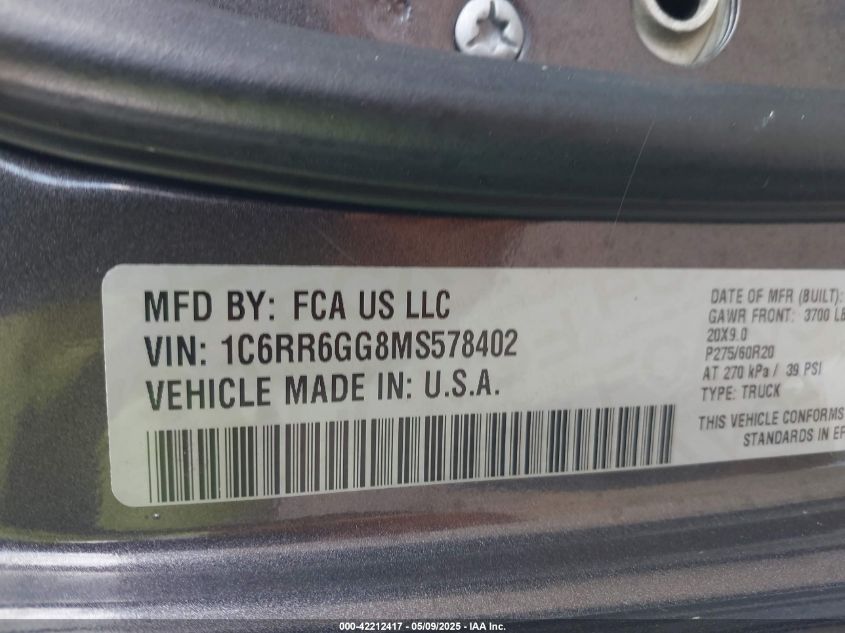 MFD BY: FCA US LLC
VIN: 1C6RR6GG8MS578402
VEHICLE MADE IN: U.S.A.
DATE OF MFR (BUILT):
GAWR FRONT: 3700 LB
20X9.0
P275/60R20
AT 270 kPa / 39 PSI
TYPE: TRUCK
THIS VEHICLE CONFORMS
STANDARDS IN EF
000-42212417 - 05/09/2025 - IAA Inc.